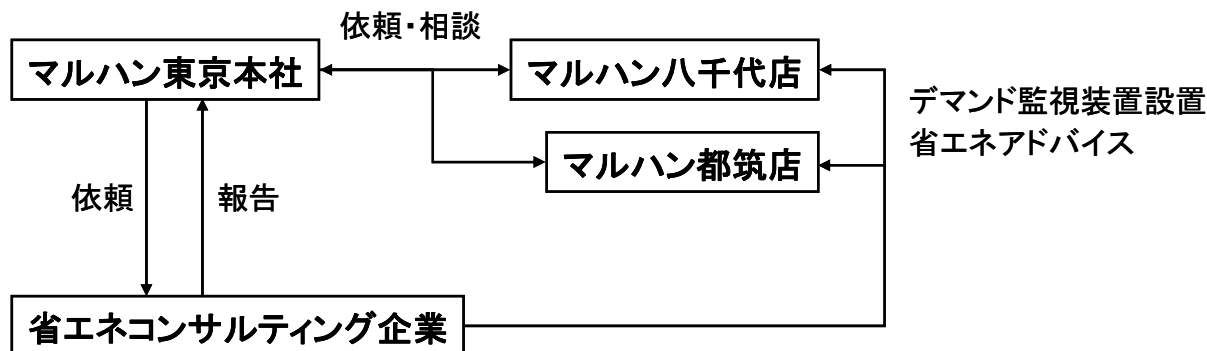 依頼・相談
マルハン東京本社
マルハン八千代店
デマンド監視装置設置
省エネアドバイス
マルハン都筑店
依頼
報告
省エネコンサルティング企業